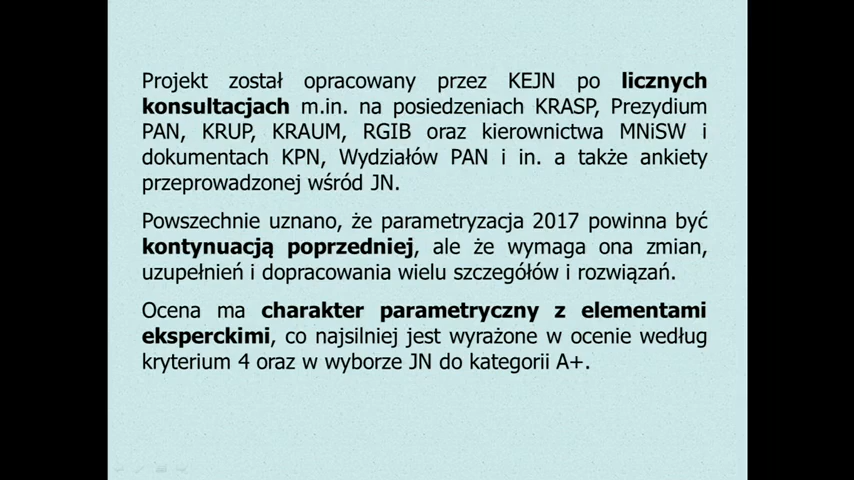 Projekt został opracowany przez KEJN po licznych
konsultacjach m.in. na posiedzeniach KRASP, Prezydium
PAN, KRUP, KRAUM, RGIB oraz kierownictwa MNiSW i
dokumentach KPN, Wydziałów PAN i in. a także ankiety
przeprowadzonej wśród JN.
Powszechnie uznano, że parametryzacja 2017 powinna być
kontynuacją poprzedniej, ale że wymaga ona zmian,
uzupełnień i dopracowania wielu szczegółów i rozwiązań.
Ocena ma charakter parametryczny z elementami
eksperckimi, co najsilniej jest wyrażone w ocenie według
kryterium 4 oraz w wyborze JN do kategorii A+.